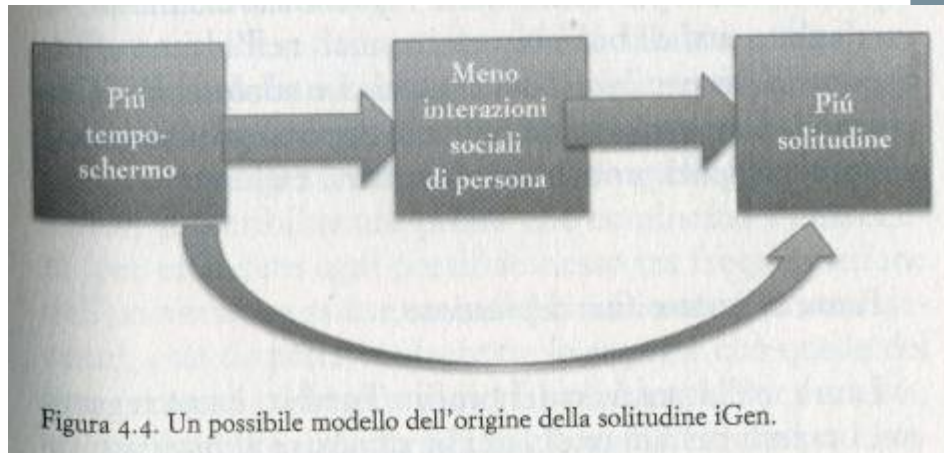 Piú
tempo-
schermo
Meno
interazioni
sociali
di persona
Piú
solitudine
Figura 4.4. Un possibile modello dell'origine della solitudine iGen.